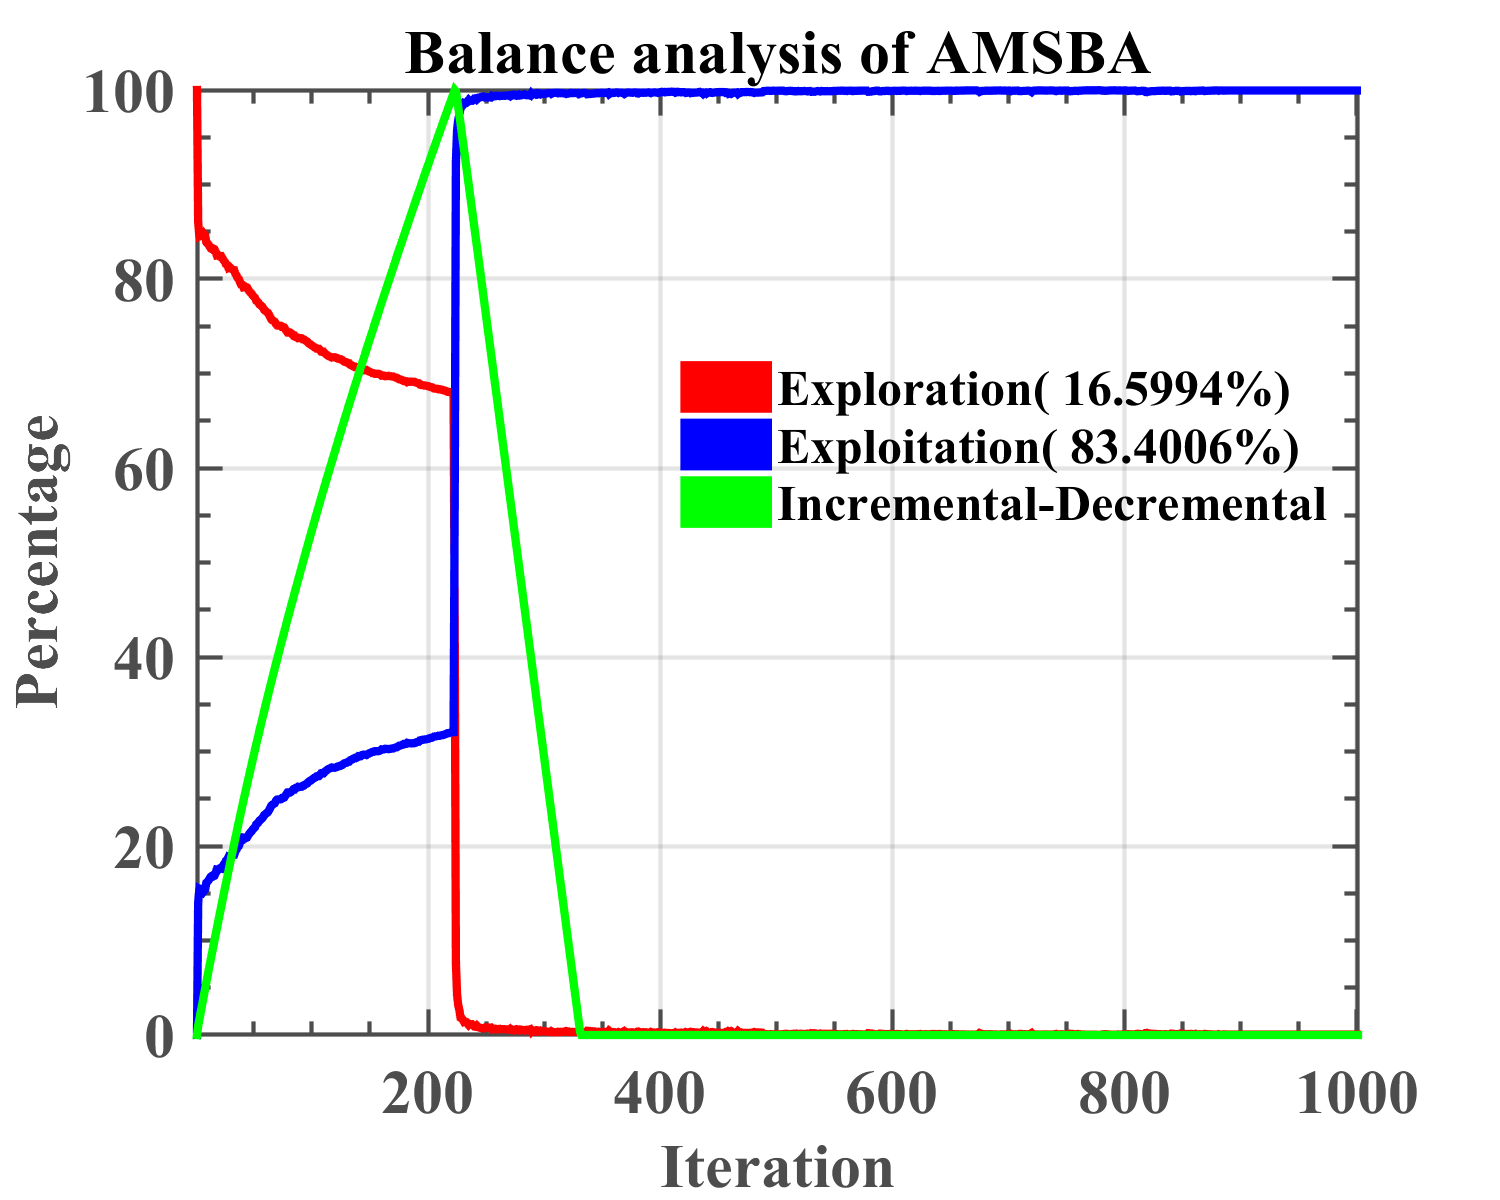 Balance analysis of AMSBA
100
80
60
40
20
0
Percentage
Exploration( 16.5994%)
Exploitation( 83.4006%)
Incremental-Decremental
200 400 600 800 1000
Iteration